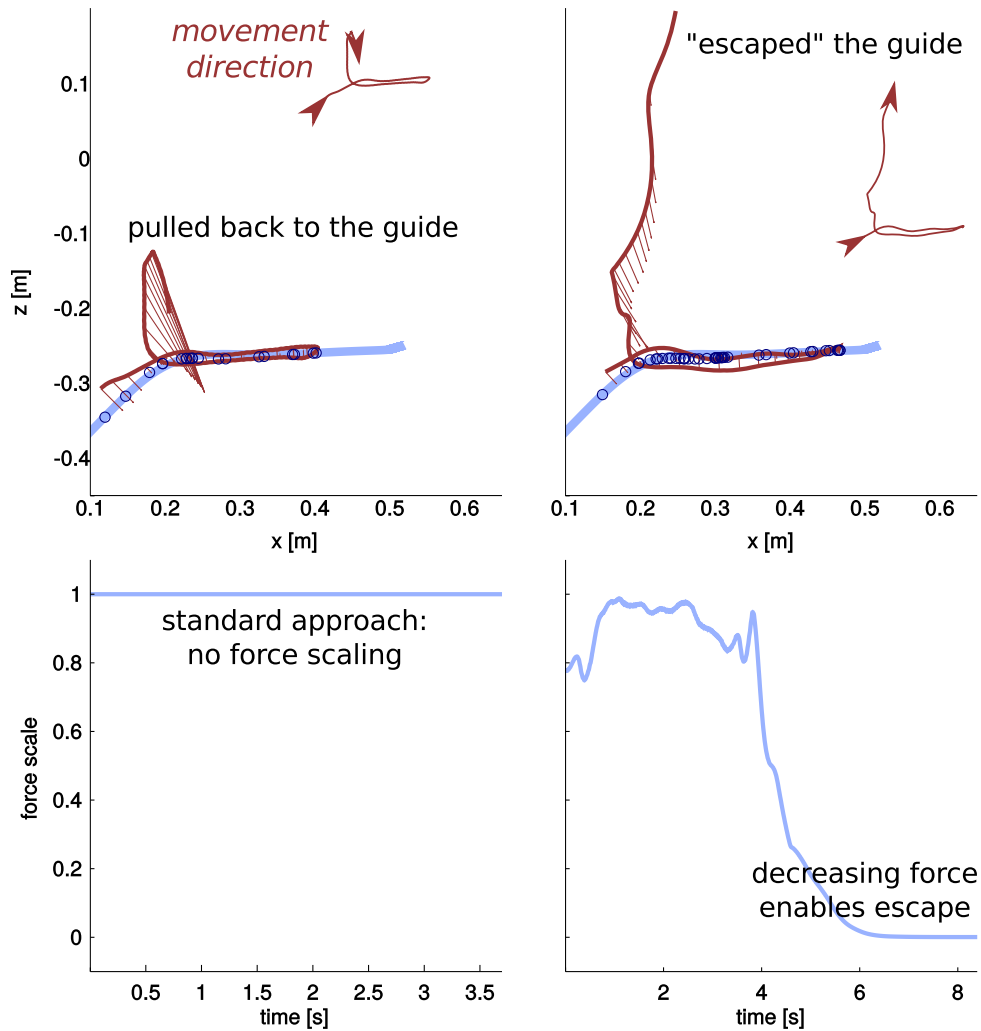 movement
direction
"escaped" the guide
0.1
0
pulled back to the guide
-0.1
z [m]
-0.2
-0.3
-0.4
0.1 0.2 0.3 0.4 0.5 0.6
x [m]
0.1 0.2 0.3 0.4 0.5 0.6
x [m]
1
standard approach:
no force scaling
0.8
0.6
force scale
0.4
0.2
0
decreasing force
enables escape
0.5 1 1.5 2 2.5 3 3.5
time [s]
2 4 6 8
time [s]